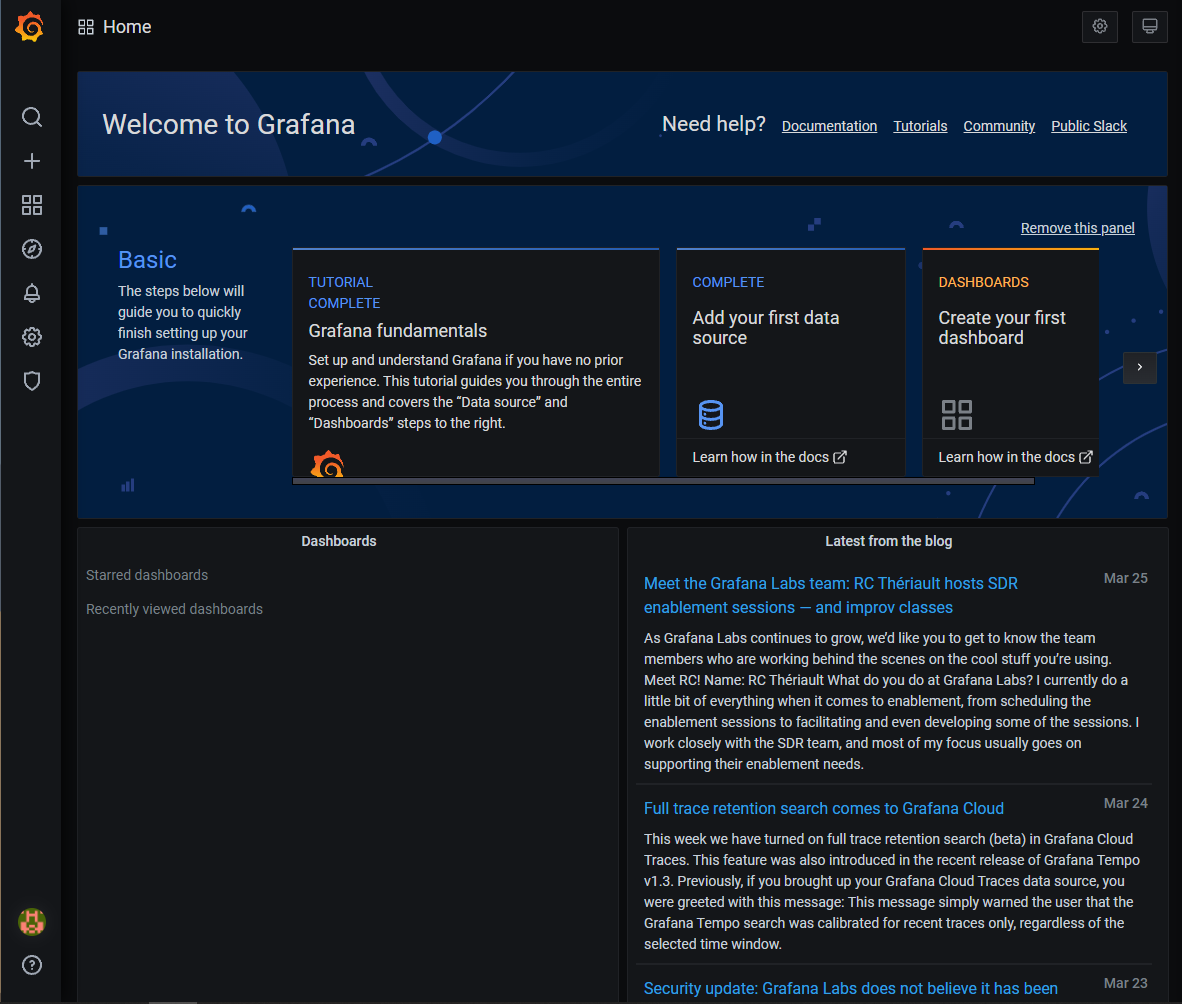 Home
Welcome to Grafana
Need help?
Documentation
Tutorials
Community
Public Slack
Remove this panel
Basic
The steps below will
guide you to quickly
finish setting up your
Grafana installation.
TUTORIAL
COMPLETE
Grafana fundamentals
Set up and understand Grafana if you have no prior
experience. This tutorial guides you through the entire
process and covers the “Data source” and
“Dashboards” steps to the right.
COMPLETE
Add your first data
source
Learn how in the docs
DASHBOARDS
Create your first
dashboard
Learn how in the docs
Dashboards
Starred dashboards
Recently viewed dashboards
Latest from the blog
Meet the Grafana Labs team: RC Thériault hosts SDR
enablement sessions — and improv classes
Mar 25
As Grafana Labs continues to grow, we’d like you to get to know the team
members who are working behind the scenes on the cool stuff you’re using.
Meet RC! Name: RC Thériault What do you do at Grafana Labs? I currently do a
little bit of everything when it comes to enablement, from scheduling the
enablement sessions to facilitating and even developing some of the sessions. I
work closely with the SDR team, and most of my focus usually goes on
supporting their enablement needs.
Full trace retention search comes to Grafana Cloud
Mar 24
This week we have turned on full trace retention search (beta) in Grafana Cloud
Traces. This feature was also introduced in the recent release of Grafana Tempo
v1.3. Previously, if you brought up your Grafana Cloud Traces data source, you
were greeted with this message: This message simply warned the user that the
Grafana Tempo search was calibrated for recent traces only, regardless of the
selected time window.
Security update: Grafana Labs does not believe it has been
Mar 23